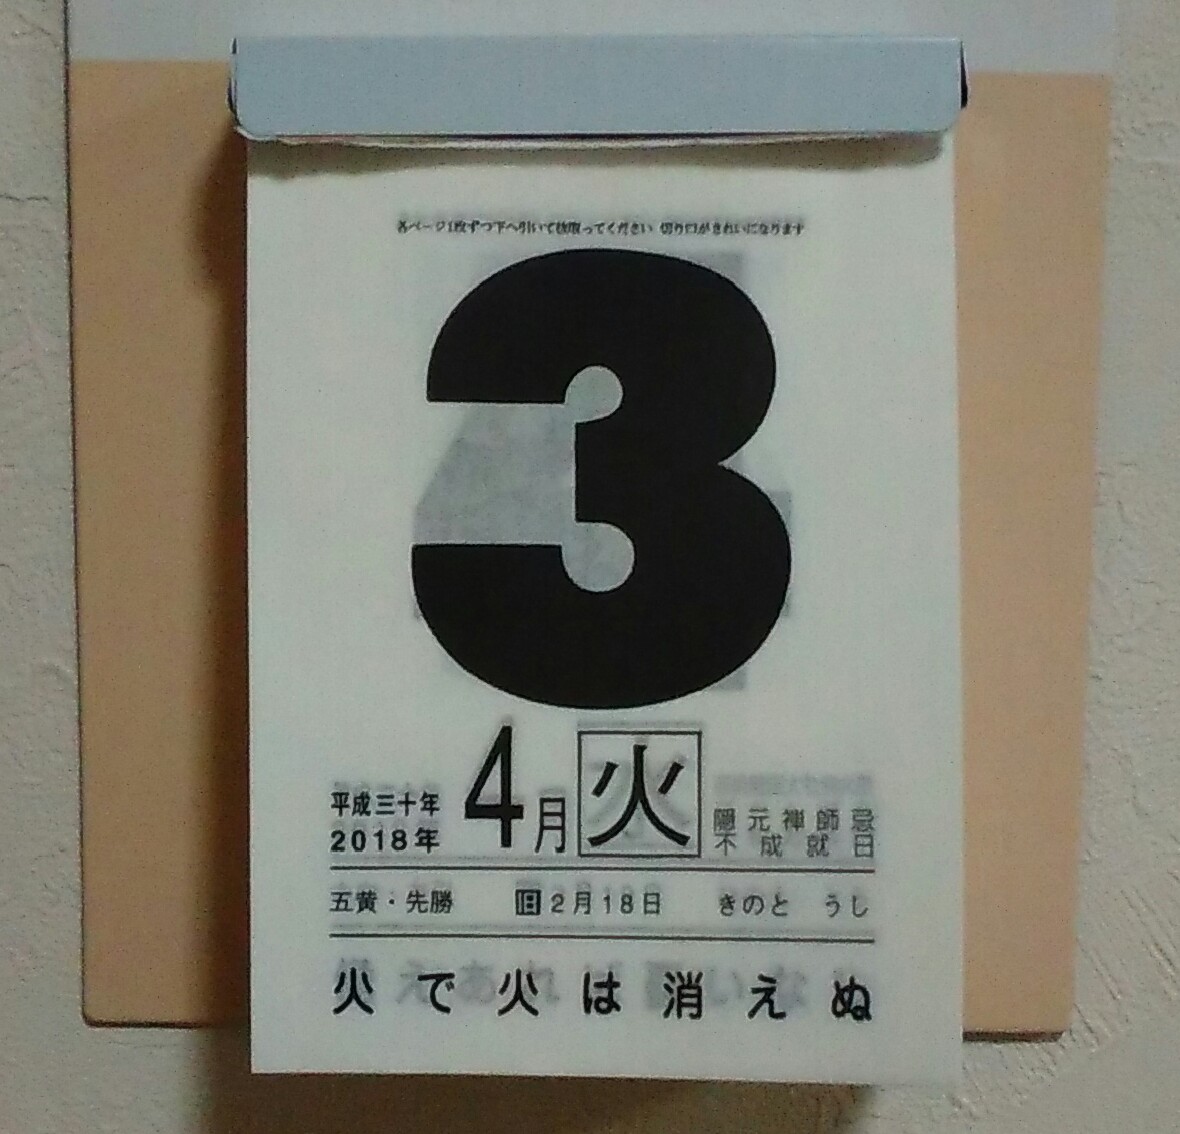 各ページ1枚ずつ下へ引いて抜取ってください 切り口がきれいになります
3
平成三十年
2018年
4月
火
隠元禅師忌
不成就日
五黄・先勝 旧2月18日 きのと うし
火で火は消えぬ